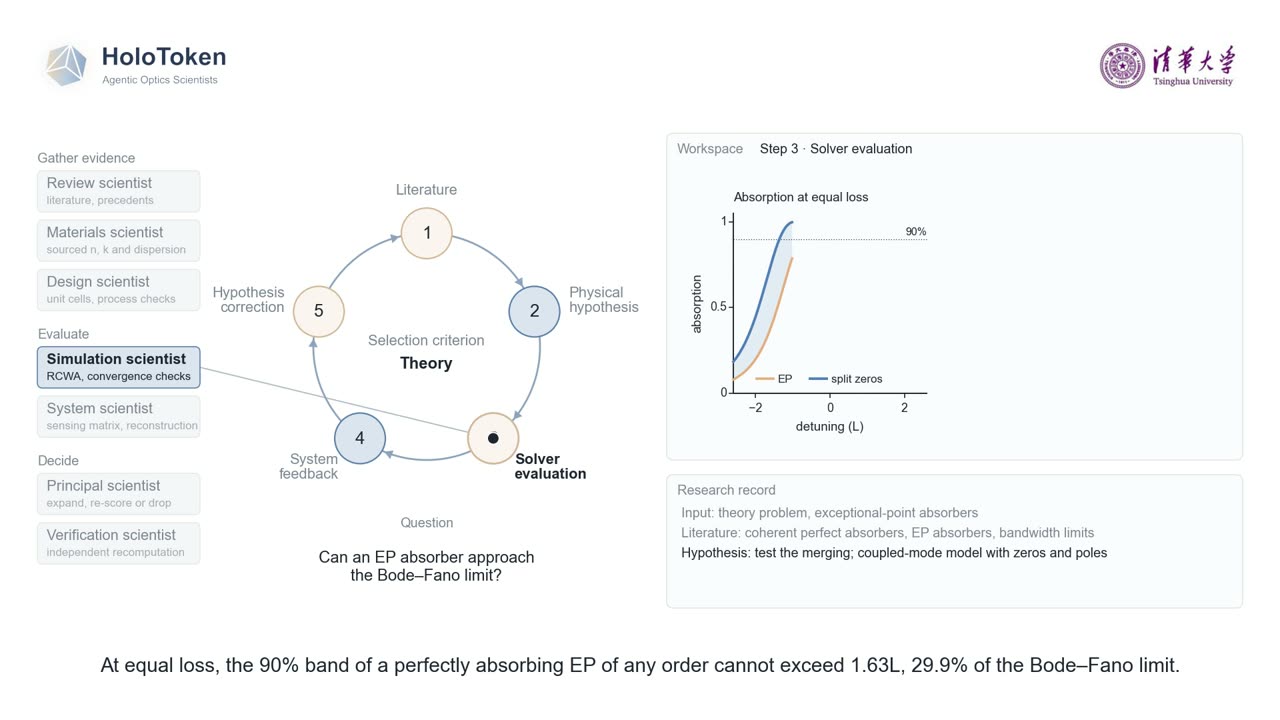 HoloToken
Agentic Optics Scientists
清華大学
Tsinghua University
Gather evidence
Review scientist
literature, precedents
Materials scientist
sourced n, k and dispersion
Design scientist
unit cells, process checks
Evaluate
Simulation scientist
RCWA, convergence checks
System scientist
sensing matrix, reconstruction
Decide
Principal scientist
expand, re-score or drop
Verification scientist
independent recomputation
Literature
1
2
Physical
hypothesis
Solver
evaluation
4
System
feedback
5
Hypothesis
correction
Selection criterion
Theory
Question
Can an EP absorber approach
the Bode–Fano limit?
Workspace Step 3 · Solver evaluation
Absorption at equal loss
1
90%
0.5
absorption
0
EP split zeros
−2 0 2
detuning (L)
Research record
Input: theory problem, exceptional-point absorbers
Literature: coherent perfect absorbers, EP absorbers, bandwidth limits
Hypothesis: test the merging; coupled-mode model with zeros and poles
At equal loss, the 90% band of a perfectly absorbing EP of any order cannot exceed 1.63L, 29.9% of the Bode–Fano limit.